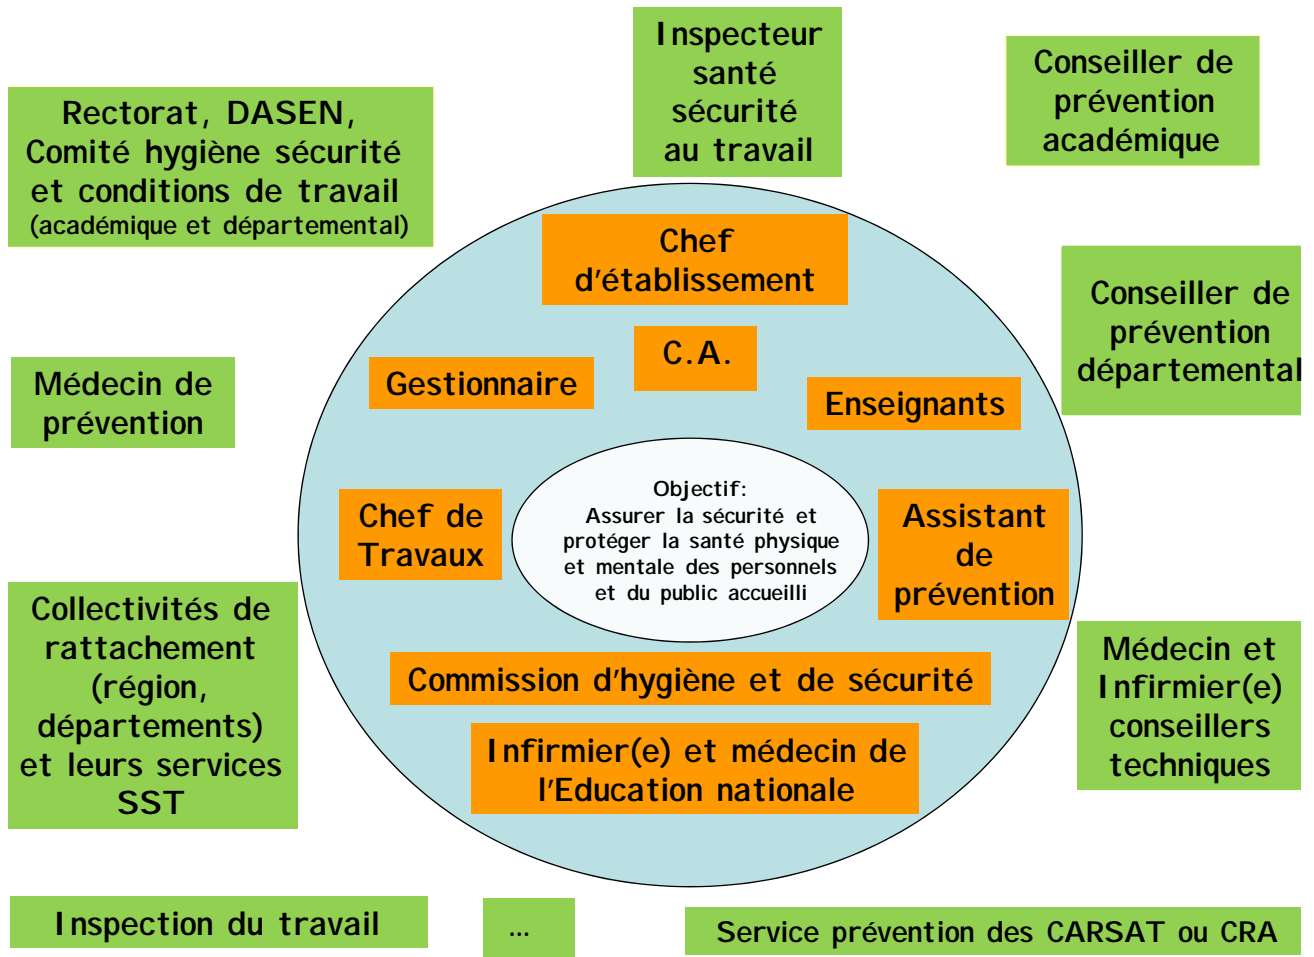 Inspecteur
santé
sécurité
au travail
Conseiller de
prévention
académique
Rectorat, DASEN,
Comité hygiène sécurité
et conditions de travail
(académique et départemental)
Chef
d'établissement
Conseiller de
prévention
départemental
C.A.
Gestionnaire
Enseignants
Médecin de
prévention
Objectif:
Assurer la sécurité et
protéger la santé physique
et mentale des personnels
et du public accueilli
Chef de
Travaux
Assistant
de
prévention
Collectivités de
rattachement
(région,
départements)
et leurs services
SST
Médecin et
Infirmier(e)
conseillers
techniques
Commission d'hygiène et de sécurité
Infirmier(e) et médecin de
l'Education nationale
Inspection du travail
...
Service prévention des CARSAT ou CRA